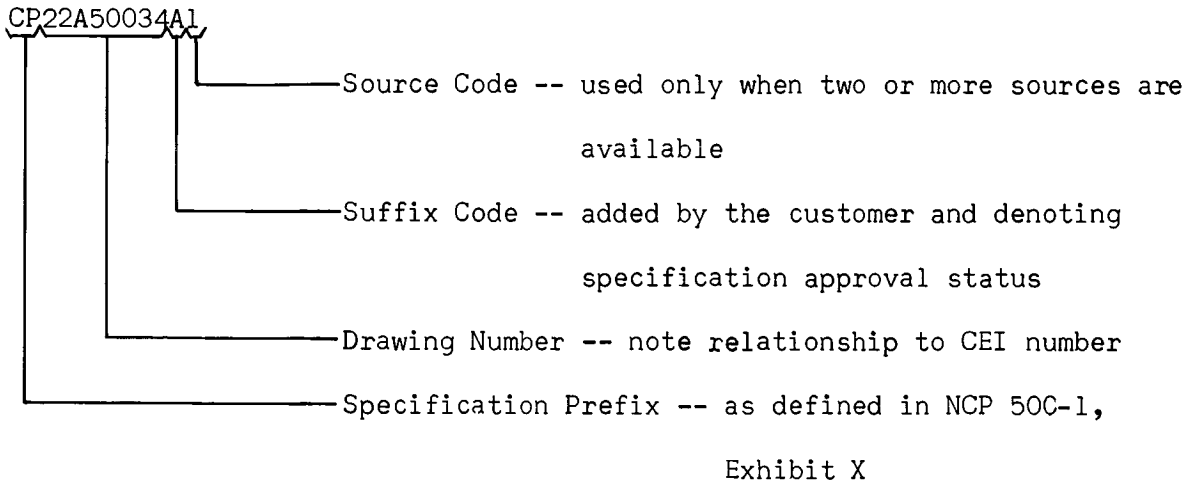 CP22A50034A1
Source Code -- used only when two or more sources are
available
Suffix Code -- added by the customer and denoting
specification approval status
Drawing Number -- note relationship to CEI number
Specification Prefix -- as defined in NCP 50C-1,
Exhibit X